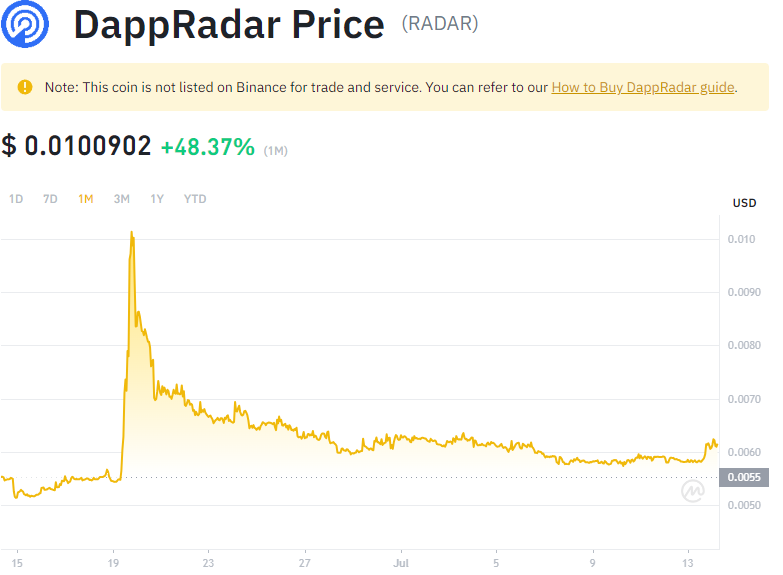 DappRadar Price (RADAR)
Note: This coin is not listed on Binance for trade and service. You can refer to our How to Buy DappRadar guide.
$ 0.0100902 +48.37% (1M)
1D 7D 1M 3M 1Y YTD
USD
0.010
0.0090
0.0080
0.0070
0.0060
0.0055
0.0050
15 19 23 27 Jul 5 9 13